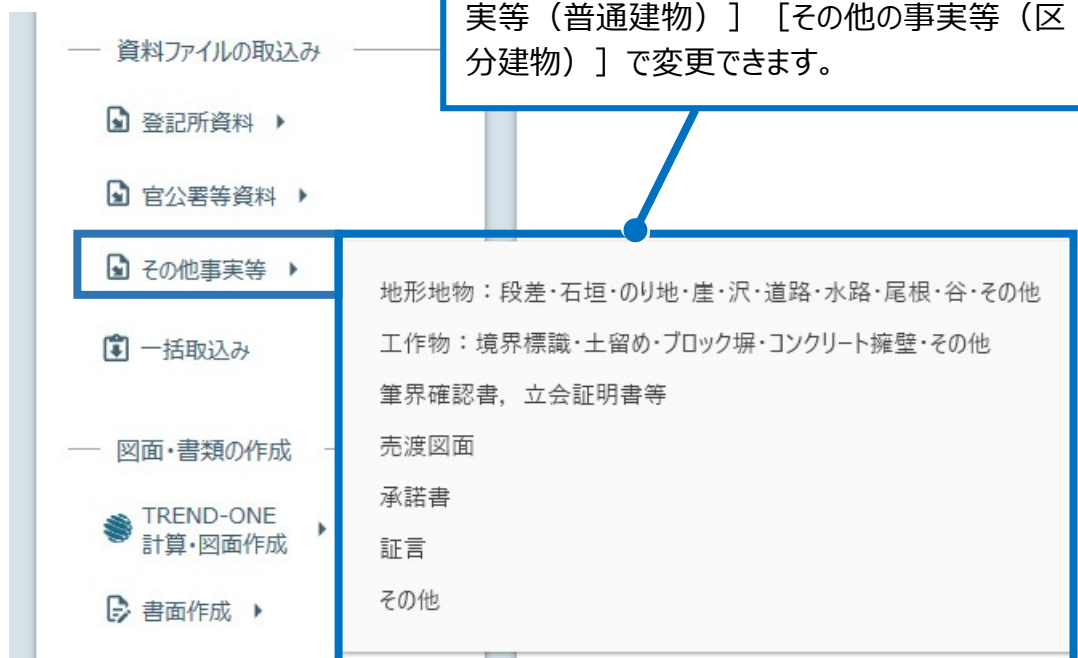 実等（普通建物）］［その他の事実等（区
分建物）］で変更できます。
資料ファイルの取込み
登記所資料
官公署等資料
その他事実等
一括取込み
図面・書類の作成
TREND-ONE
計算・図面作成
書面作成
地形地物：段差・石垣・のり地・崖・沢・道路・水路・尾根・谷・その他
工作物：境界標識・土留め・ブロック塀・コンクリート擁壁・その他
筆界確認書，立会証明書等
売渡図面
承諾書
証言
その他